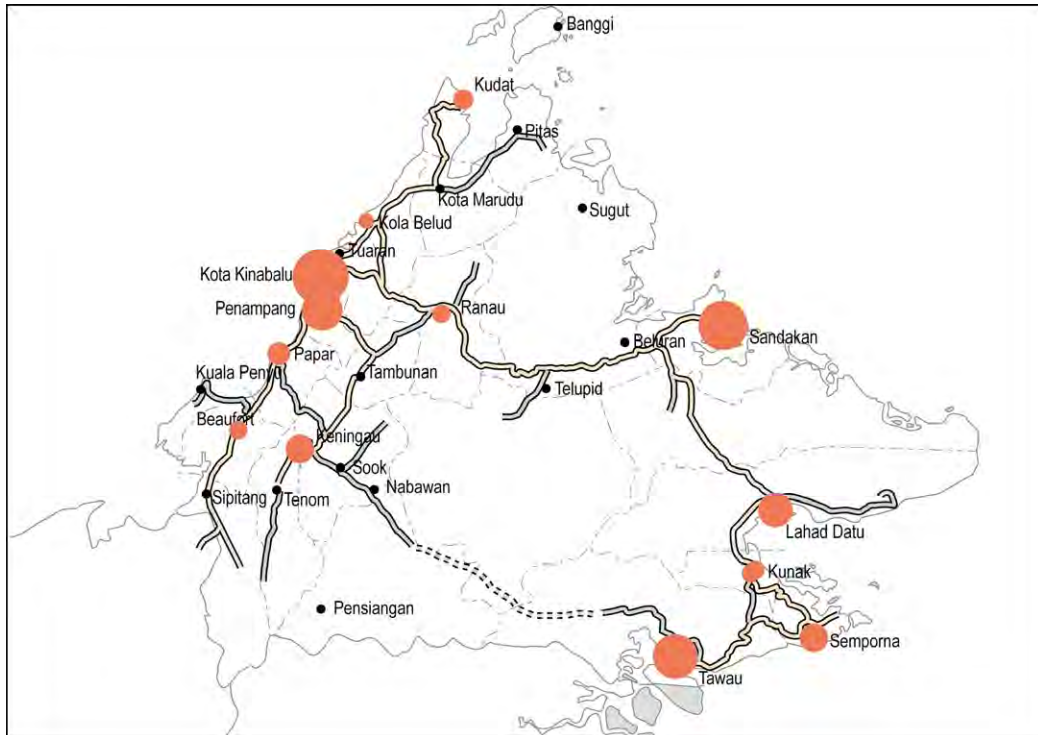 Banggi
Kudat
Pitas
Kota Marudu
Sugut
Kola Belud
Tuaran
Kota Kinabalu
Penampang
Ranau
Sandakan
Beluran
Papar
Kuala Penyu
Tambunan
Telupid
Beaufort
Keningau
Sook
Nabawan
Sipitang
Tenom
Lahad Datu
Kunak
Pensiangan
Semporna
Tawau